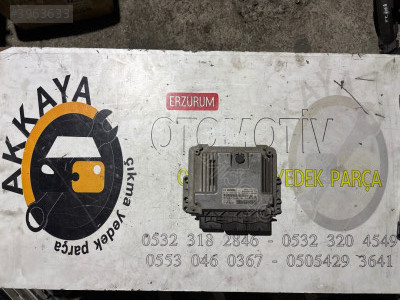 AKKAYA
çıkma yedek parça
ERZURUM
OTOMOTİV
YEDEK PARÇA
0532 318 2846 - 0532 320 4549
0553 046 0367 - 0505429 3641